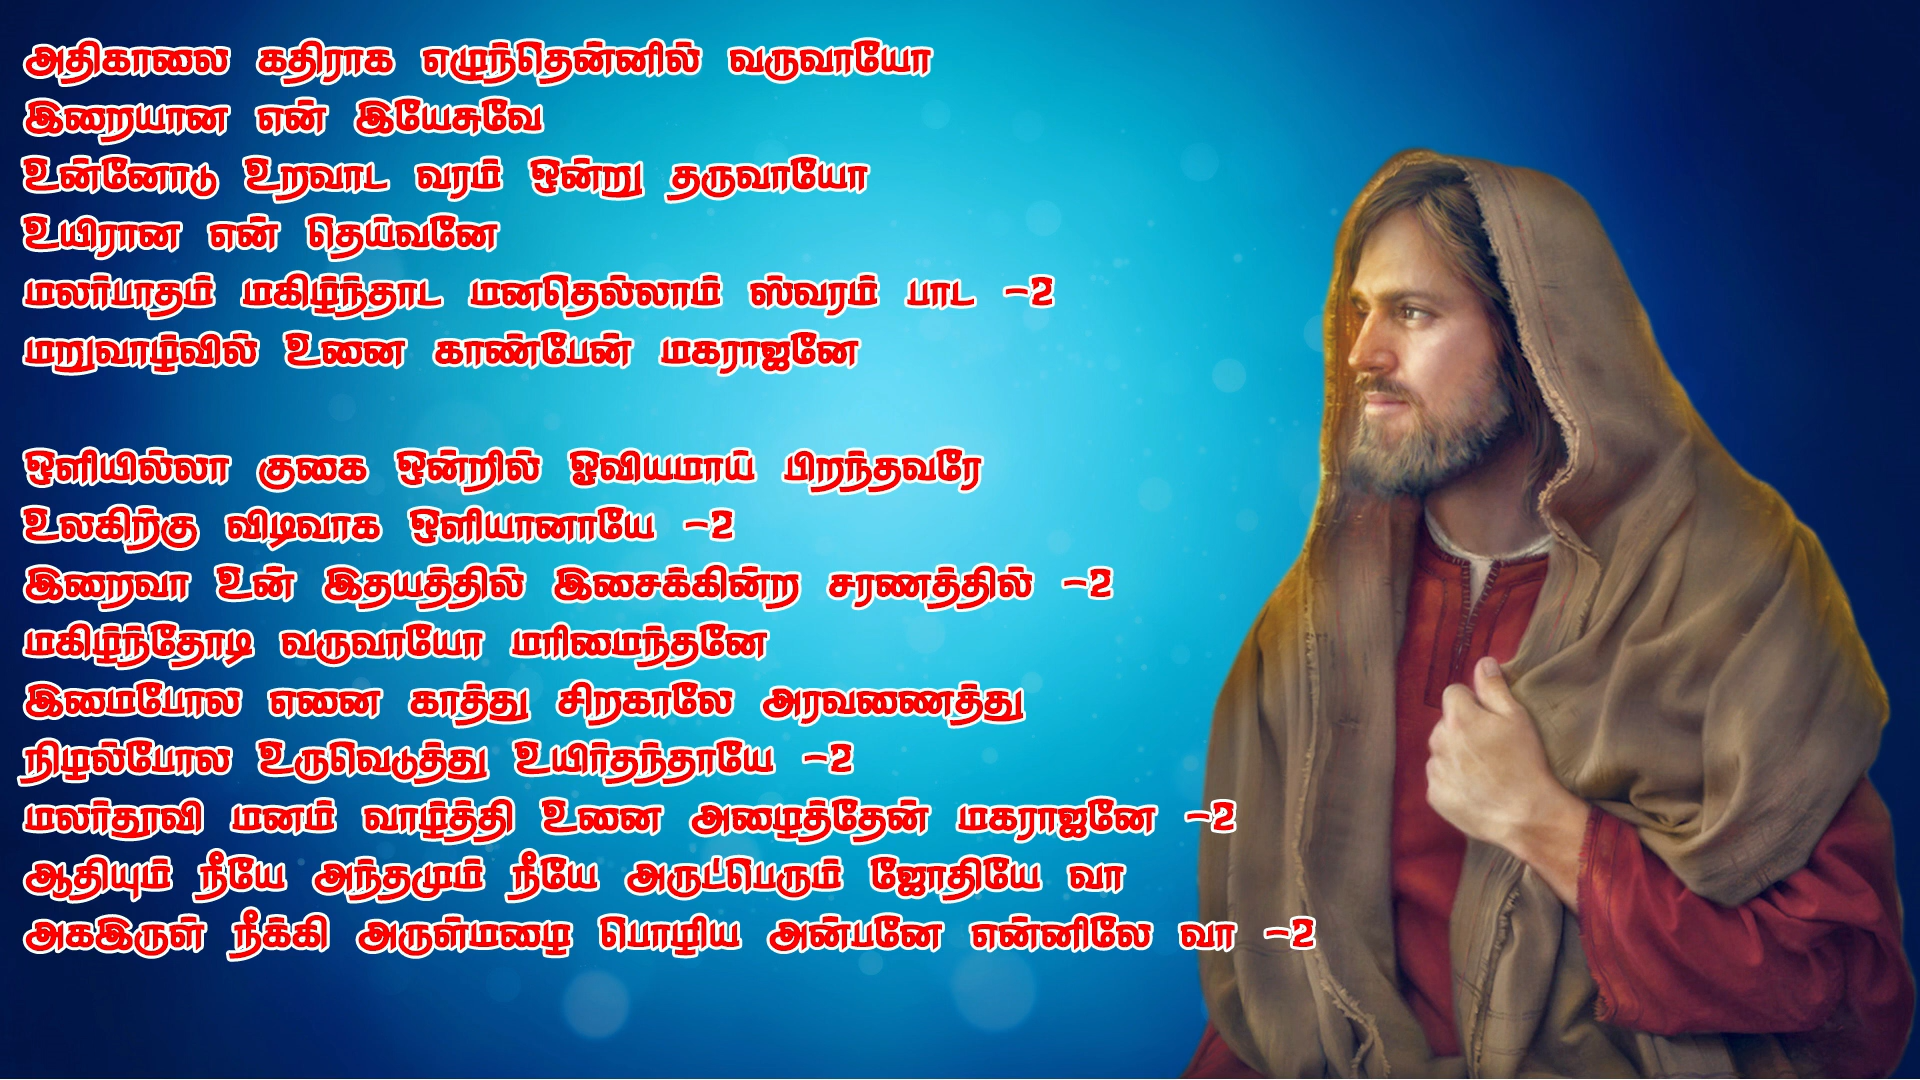 அதிகாலை கதிராக எழுந்தென்னில் வருவாயோ
இறையான என் இயேசுவே
உன்னோடு உறவாட வரம் ஒன்று தருவாயோ
உயிரான என் தெய்வனே
மலர்பாதம் மகிழ்ந்தாட மனதெல்லாம் ஸ்வரம் பாட -2
மறுவாழ்வில் உனை காண்பேன் மகராஜனே
ஒளியில்லா குகை ஒன்றில் ஓவியமாய் பிறந்தவரே
உலகிற்கு விடிவாக ஒளியானாயே -2
இறைவா உன் இதயத்தில் இசைக்கின்ற சரணத்தில் -2
மகிழ்ந்தோடி வருவாயோ மரிமைந்தனே
இமைபோல எனை காத்து சிறகாலே அரவணைத்து
நிழல்போல உருவெடுத்து உயிர்தந்தாயே -2
மலர்தூவி மனம் வாழ்த்தி உனை அழைத்தேன் மகராஜனே -2
ஆதியும் நீயே அந்தமும் நீயே அருட்பெரும் ஜோதியே வா
அகஇருள் நீக்கி அருள்மழை பொழிய அன்பனே என்னிலே வா -2